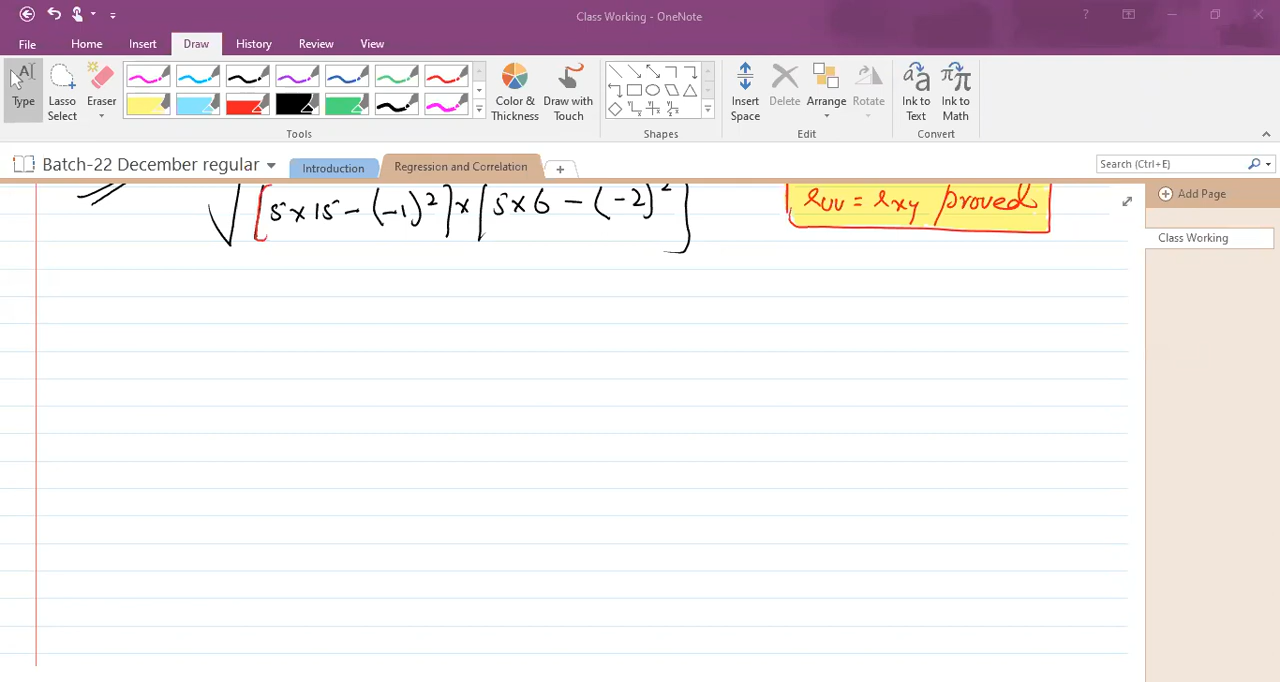 Class Working - OneNote
?
File Home Insert Draw History Review View
Type
Lasso Select
Eraser
Color & Thickness
Draw with Touch
Insert Space
Delete
Arrange
Rotate
Ink to Text
Ink to Math
Tools
Shapes
Edit
Convert
Batch-22 December regular
Introduction
Regression and Correlation
+
Search (Ctrl+E)
Add Page
Class Working
√[5 × 15 - (-1)²] × [5 × 6 - (-2)²]
r_uv = r_xy proved